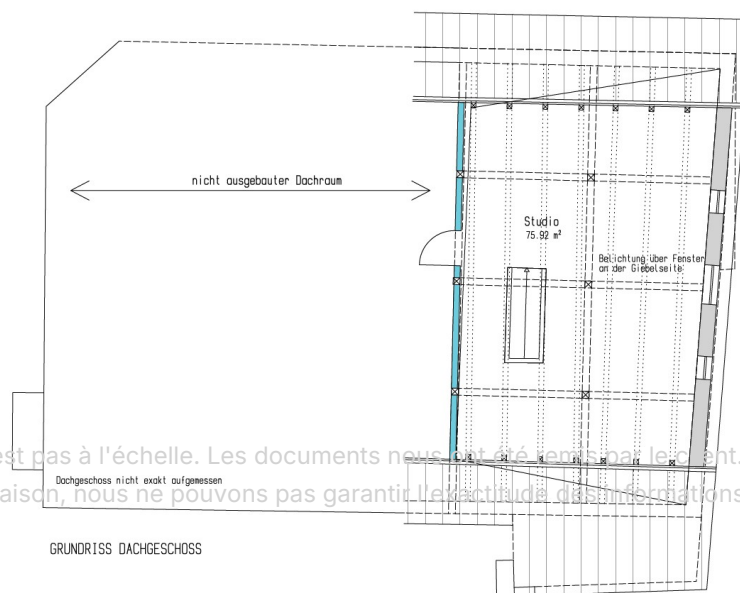 nicht ausgebauter Dachraum
Studio
75.92 m²
Belichtung über Fenster
an der Giebelseite
est pas à l'échelle. Les documents nous ont été remis par le client.
Dachgeschoss nicht exakt aufgemessen
aison, nous ne pouvons pas garantir l'exactitude des informations
GRUNDRISS DACHGESCHOSS